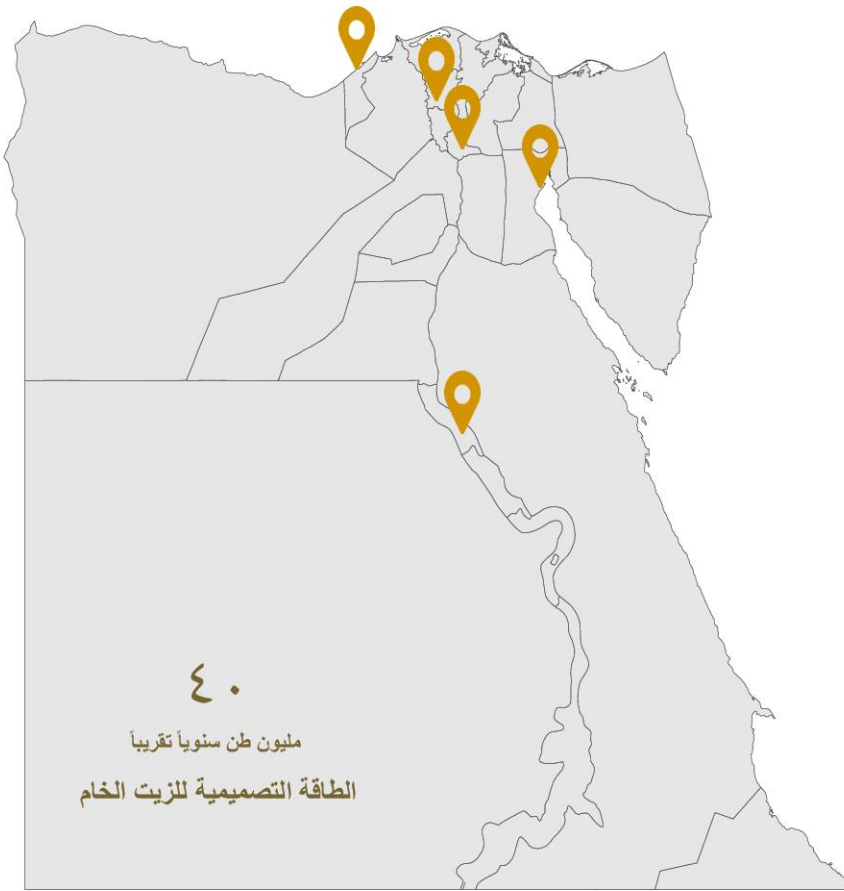 ٤٠
مليون طن سنوياً تقريباً
الطاقة التصميمية للزيت الخام